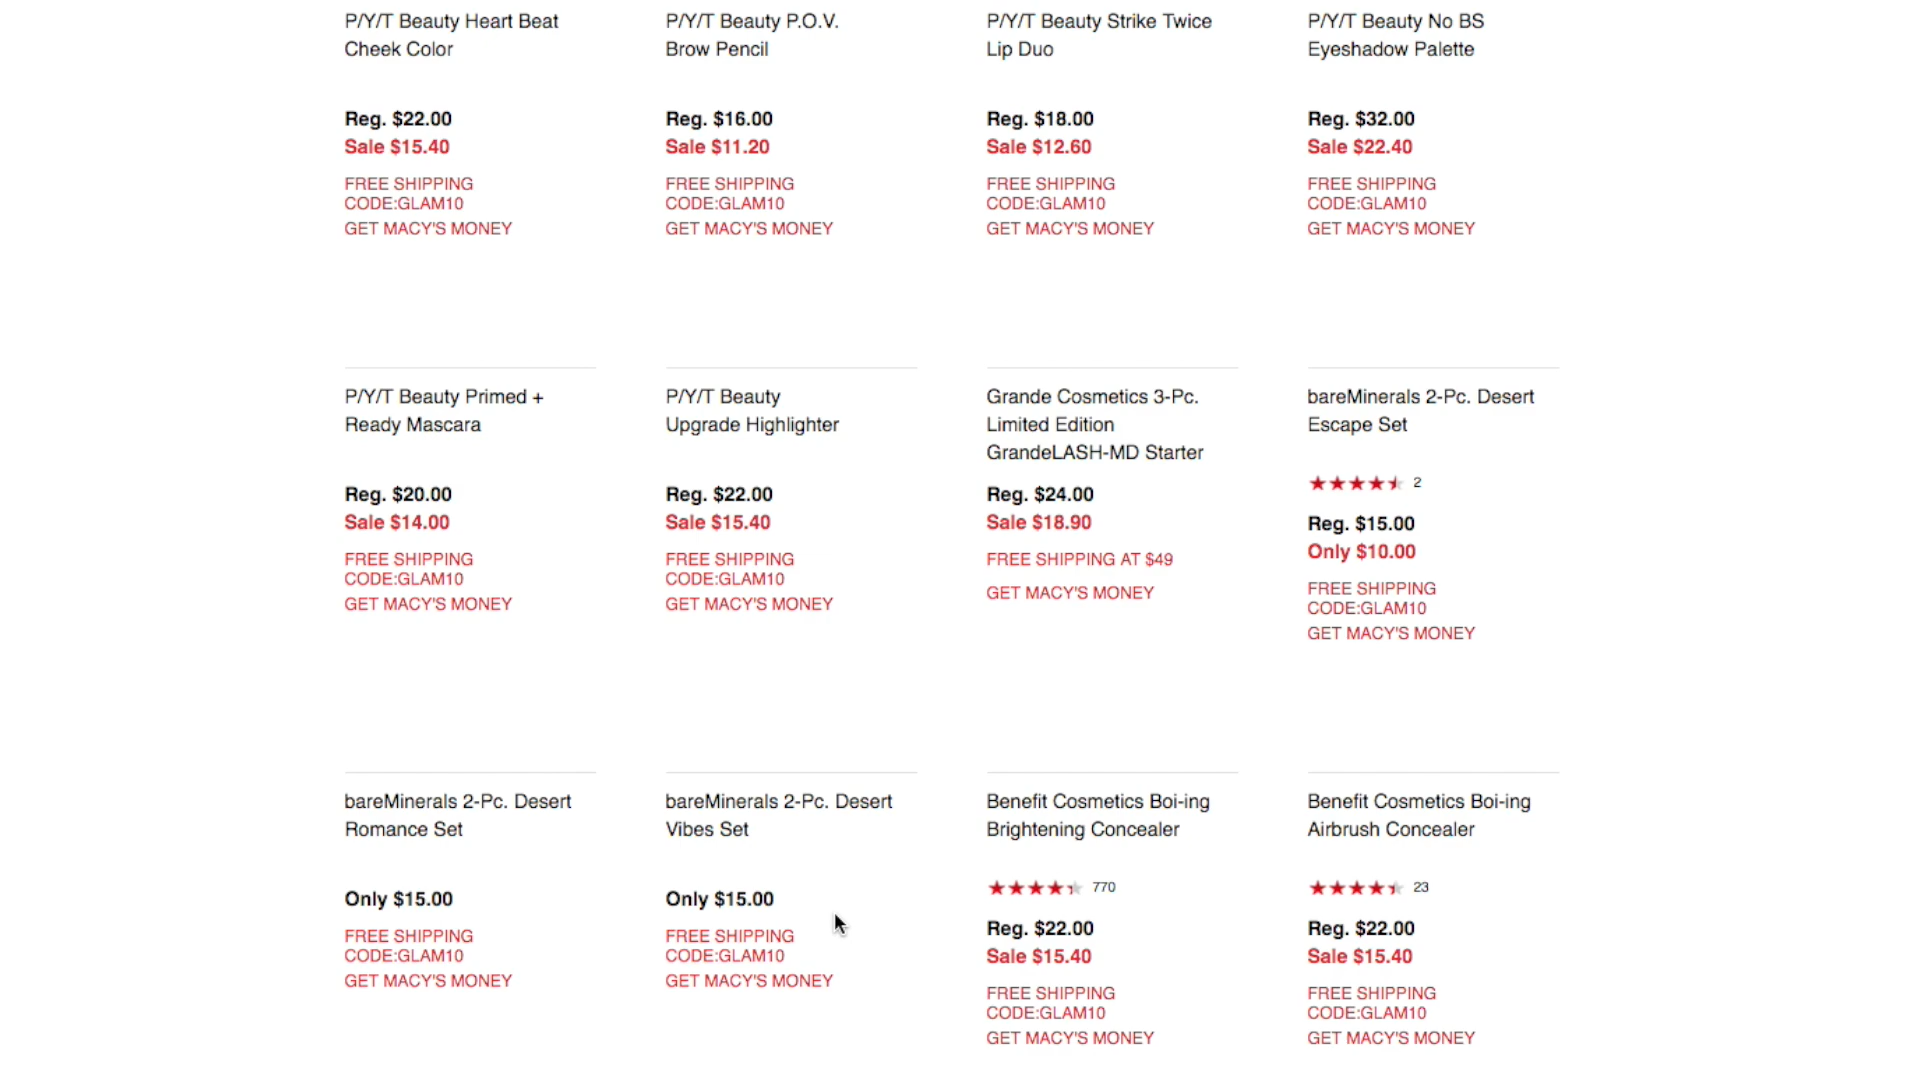 P/Y/T Beauty Heart Beat
Cheek Color
Reg. $22.00
Sale $15.40
FREE SHIPPING
CODE:GLAM10
GET MACY'S MONEY
P/Y/T Beauty P.O.V.
Brow Pencil
Reg. $16.00
Sale $11.20
FREE SHIPPING
CODE:GLAM10
GET MACY'S MONEY
P/Y/T Beauty Strike Twice
Lip Duo
Reg. $18.00
Sale $12.60
FREE SHIPPING
CODE:GLAM10
GET MACY'S MONEY
P/Y/T Beauty No BS
Eyeshadow Palette
Reg. $32.00
Sale $22.40
FREE SHIPPING
CODE:GLAM10
GET MACY'S MONEY
P/Y/T Beauty Primed +
Ready Mascara
Reg. $20.00
Sale $14.00
FREE SHIPPING
CODE:GLAM10
GET MACY'S MONEY
P/Y/T Beauty
Upgrade Highlighter
Reg. $22.00
Sale $15.40
FREE SHIPPING
CODE:GLAM10
GET MACY'S MONEY
Grande Cosmetics 3-Pc.
Limited Edition
GrandeLASH-MD Starter
Reg. $24.00
Sale $18.90
FREE SHIPPING AT $49
GET MACY'S MONEY
bareMinerals 2-Pc. Desert
Escape Set
2
Reg. $15.00
Only $10.00
FREE SHIPPING
CODE:GLAM10
GET MACY'S MONEY
bareMinerals 2-Pc. Desert
Romance Set
Only $15.00
FREE SHIPPING
CODE:GLAM10
GET MACY'S MONEY
bareMinerals 2-Pc. Desert
Vibes Set
Only $15.00
FREE SHIPPING
CODE:GLAM10
GET MACY'S MONEY
Benefit Cosmetics Boi-ing
Brightening Concealer
770
Reg. $22.00
Sale $15.40
FREE SHIPPING
CODE:GLAM10
GET MACY'S MONEY
Benefit Cosmetics Boi-ing
Airbrush Concealer
23
Reg. $22.00
Sale $15.40
FREE SHIPPING
CODE:GLAM10
GET MACY'S MONEY